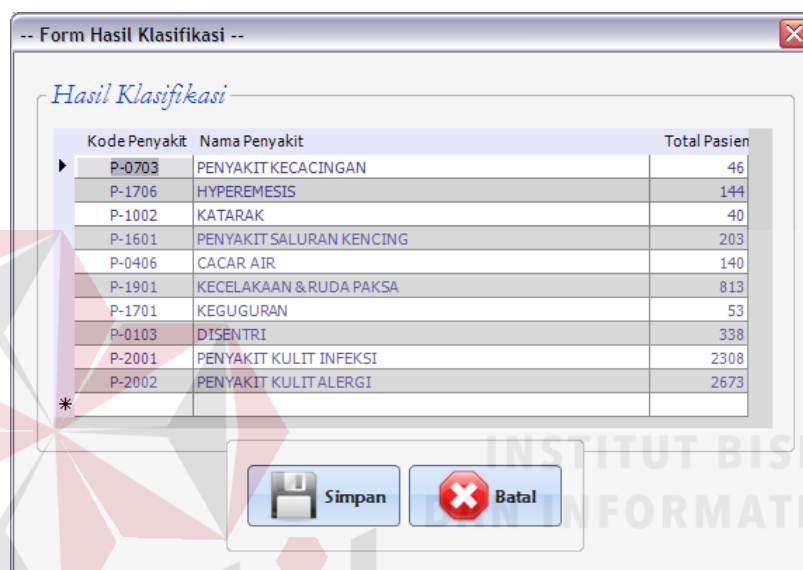 -- Form Hasil Klasifikasi --
Hasil Klasifikasi
Kode Penyakit Nama Penyakit Total Pasien
P-0703 PENYAKIT KECACINGAN 46
P-1706 HYPEREMESIS 144
P-1002 KATARAK 40
P-1601 PENYAKIT SALURAN KENCING 203
P-0406 CACAR AIR 140
P-1901 KECELAKAAN & RUDA PAKSA 813
P-1701 KEGUGURAN 53
P-0103 DISENTRI 338
P-2001 PENYAKIT KULIT INFEKSI 2308
P-2002 PENYAKIT KULIT ALERGI 2673
INSTITUT BISI
Simpan Batal
DAN INFORMATI